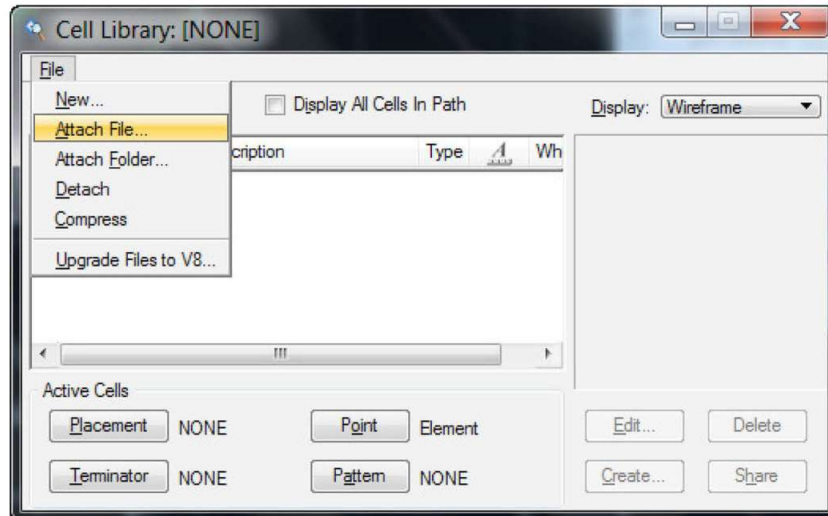 Cell Library: [NONE]
File
New...
Display All Cells In Path
Display: Wireframe
Attach File...
cription Type A Wh
Attach Folder...
Detach
Compress
Upgrade Files to V8...
Active Cells
Placement NONE Point Element Edit... Delete
Terminator NONE Pattern NONE Create... Share